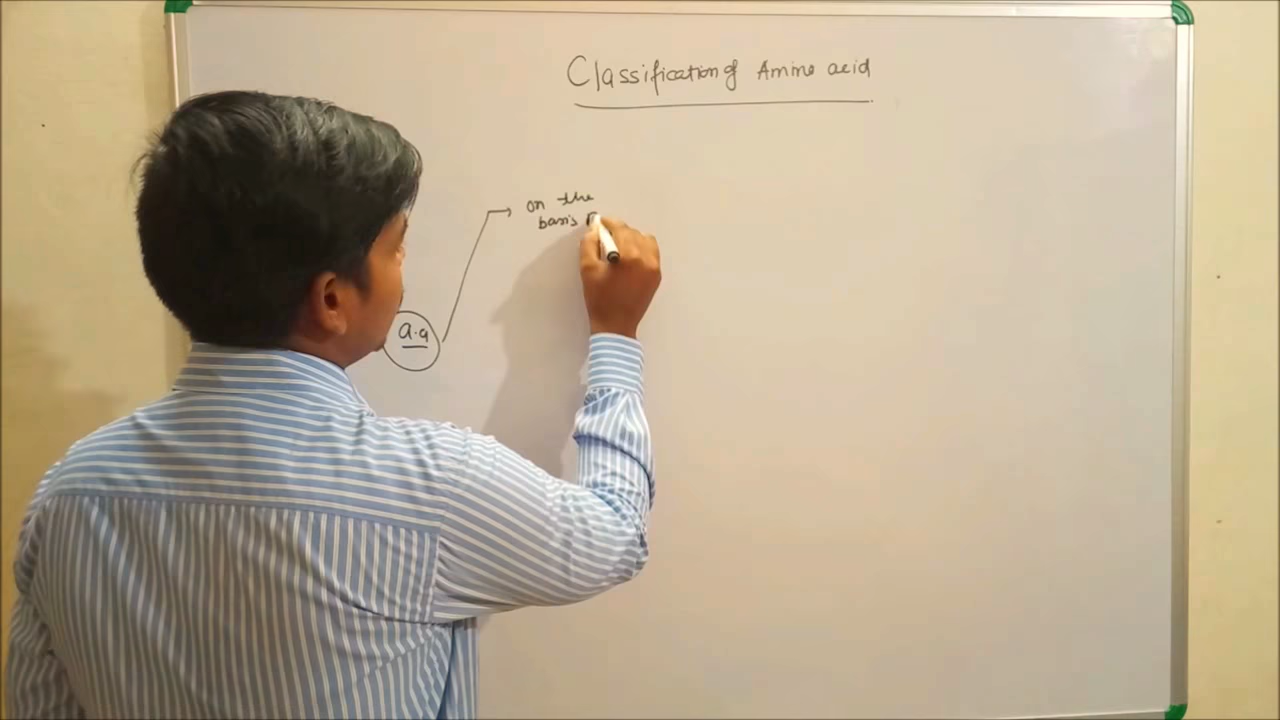 Classification of Amino acid
on the
basis
a.a